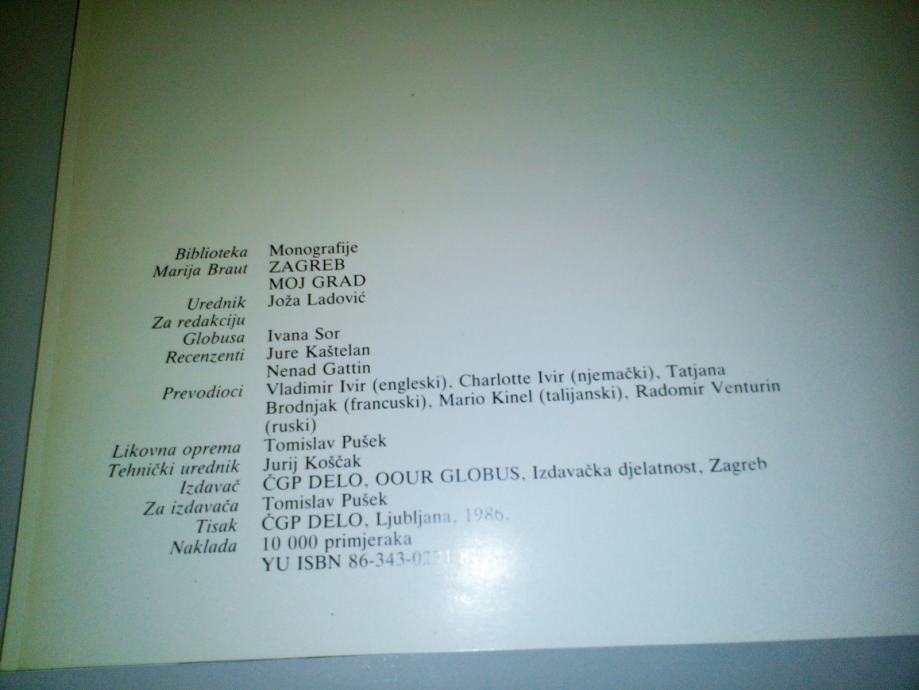 Biblioteka Monografije
Marija Braut ZAGREB
MOJ GRAD
Urednik Joža Ladović
Za redakciju
Globusa Ivana Sor
Recenzenti Jure Kaštelan
Nenad Gattin
Prevodioci Vladimir Ivir (engleski), Charlotte Ivir (njemački), Tatjana
Brodnjak (francuski), Mario Kinel (talijanski), Radomir Venturin
(ruski)
Likovna oprema Tomislav Pušek
Tehnički urednik Jurij Koščak
Izdavač ČGP DELO, OOUR GLOBUS, Izdavačka djelatnost, Zagreb
Za izdavača Tomislav Pušek
Tisak ČGP DELO, Ljubljana, 1986.
Naklada 10 000 primjeraka
YU ISBN